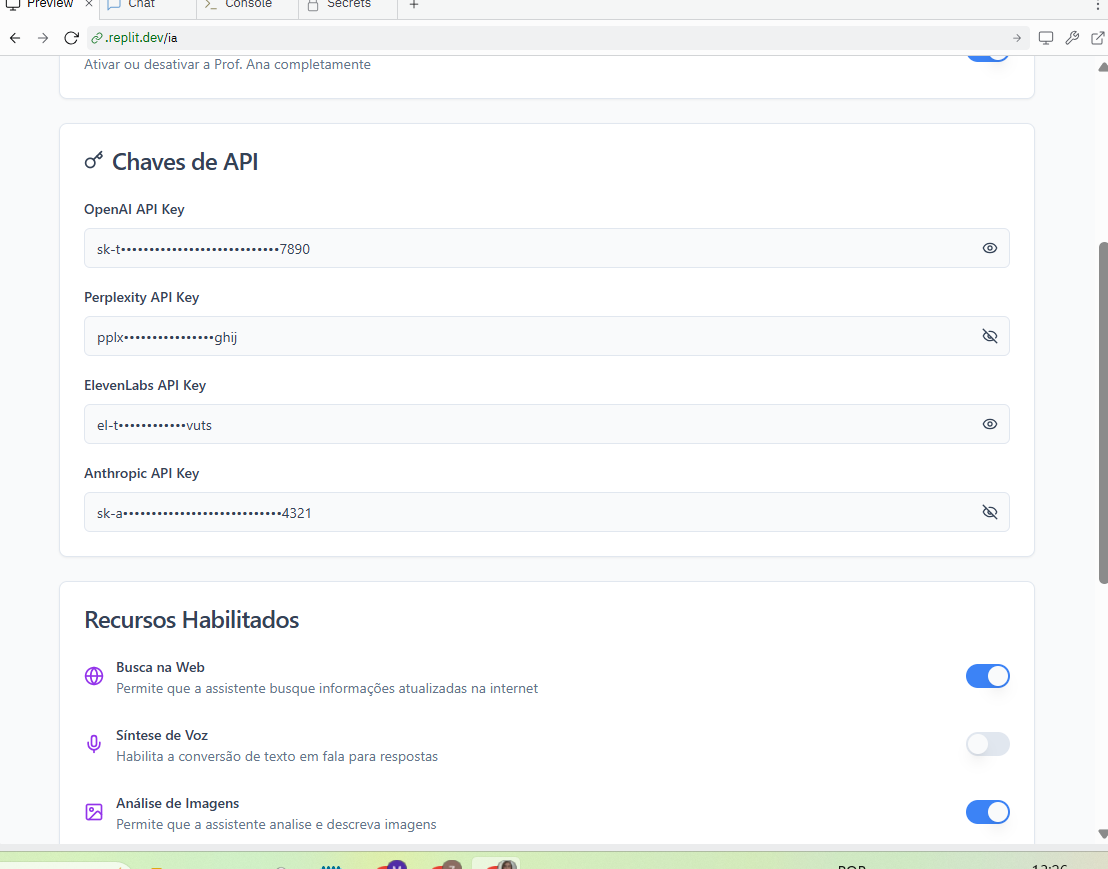 Preview
Chat
Console
Secrets
.replit.dev/ia
Ativar ou desativar a Prof. Ana completamente
Chaves de API
OpenAI API Key
sk-t••••••••••••••••••••••••••••7890
Perplexity API Key
pplx••••••••••••••••ghij
ElevenLabs API Key
el-t••••••••••••vuts
Anthropic API Key
sk-a••••••••••••••••••••••••••••4321
Recursos Habilitados
Busca na Web
Permite que a assistente busque informações atualizadas na internet
Síntese de Voz
Habilita a conversão de texto em fala para respostas
Análise de Imagens
Permite que a assistente analise e descreva imagens